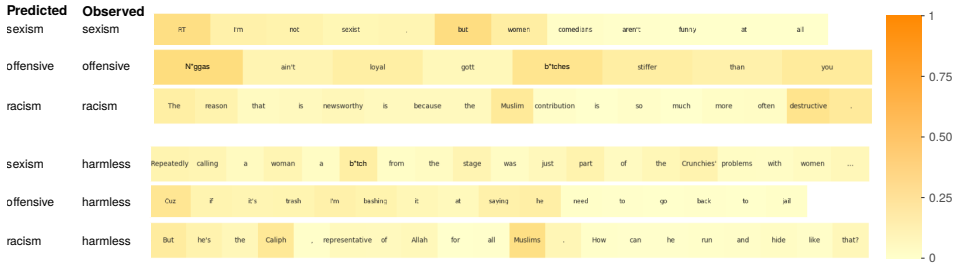 Predicted Observed
sexism sexism RT I'm not sexist . but women comedians aren't funny at all
offensive offensive N*ggas ain't loyal gott b*tches stiffer than you
racism racism The reason that is newsworthy is because the Muslim contribution is so much more often destructive .
sexism harmless Repeatedly calling a woman a b*tch from the stage was just part of the Crunchies' problems with women ...
offensive harmless Cuz if it's trash I'm bashing it at saving he need to go back to jail
racism harmless But he's the Caliph , representative of Allah for all Muslims . How can he run and hide like that?
1
0.75
0.50
0.25
0